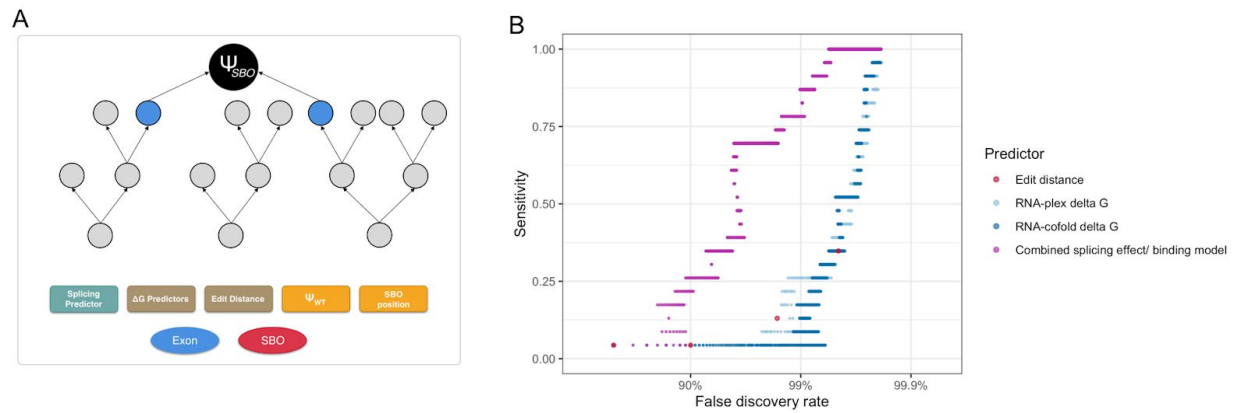 A
ΨSBO
Splicing
Predictor
ΔG Predictors
Edit Distance
ΨWT
SBO
position
Exon
SBO
B
Sensitivity
1.00
0.75
0.50
0.25
0.00
90%
99%
99.9%
False discovery rate
Predictor
Edit distance
RNA-plex delta G
RNA-cofold delta G
Combined splicing effect/ binding model